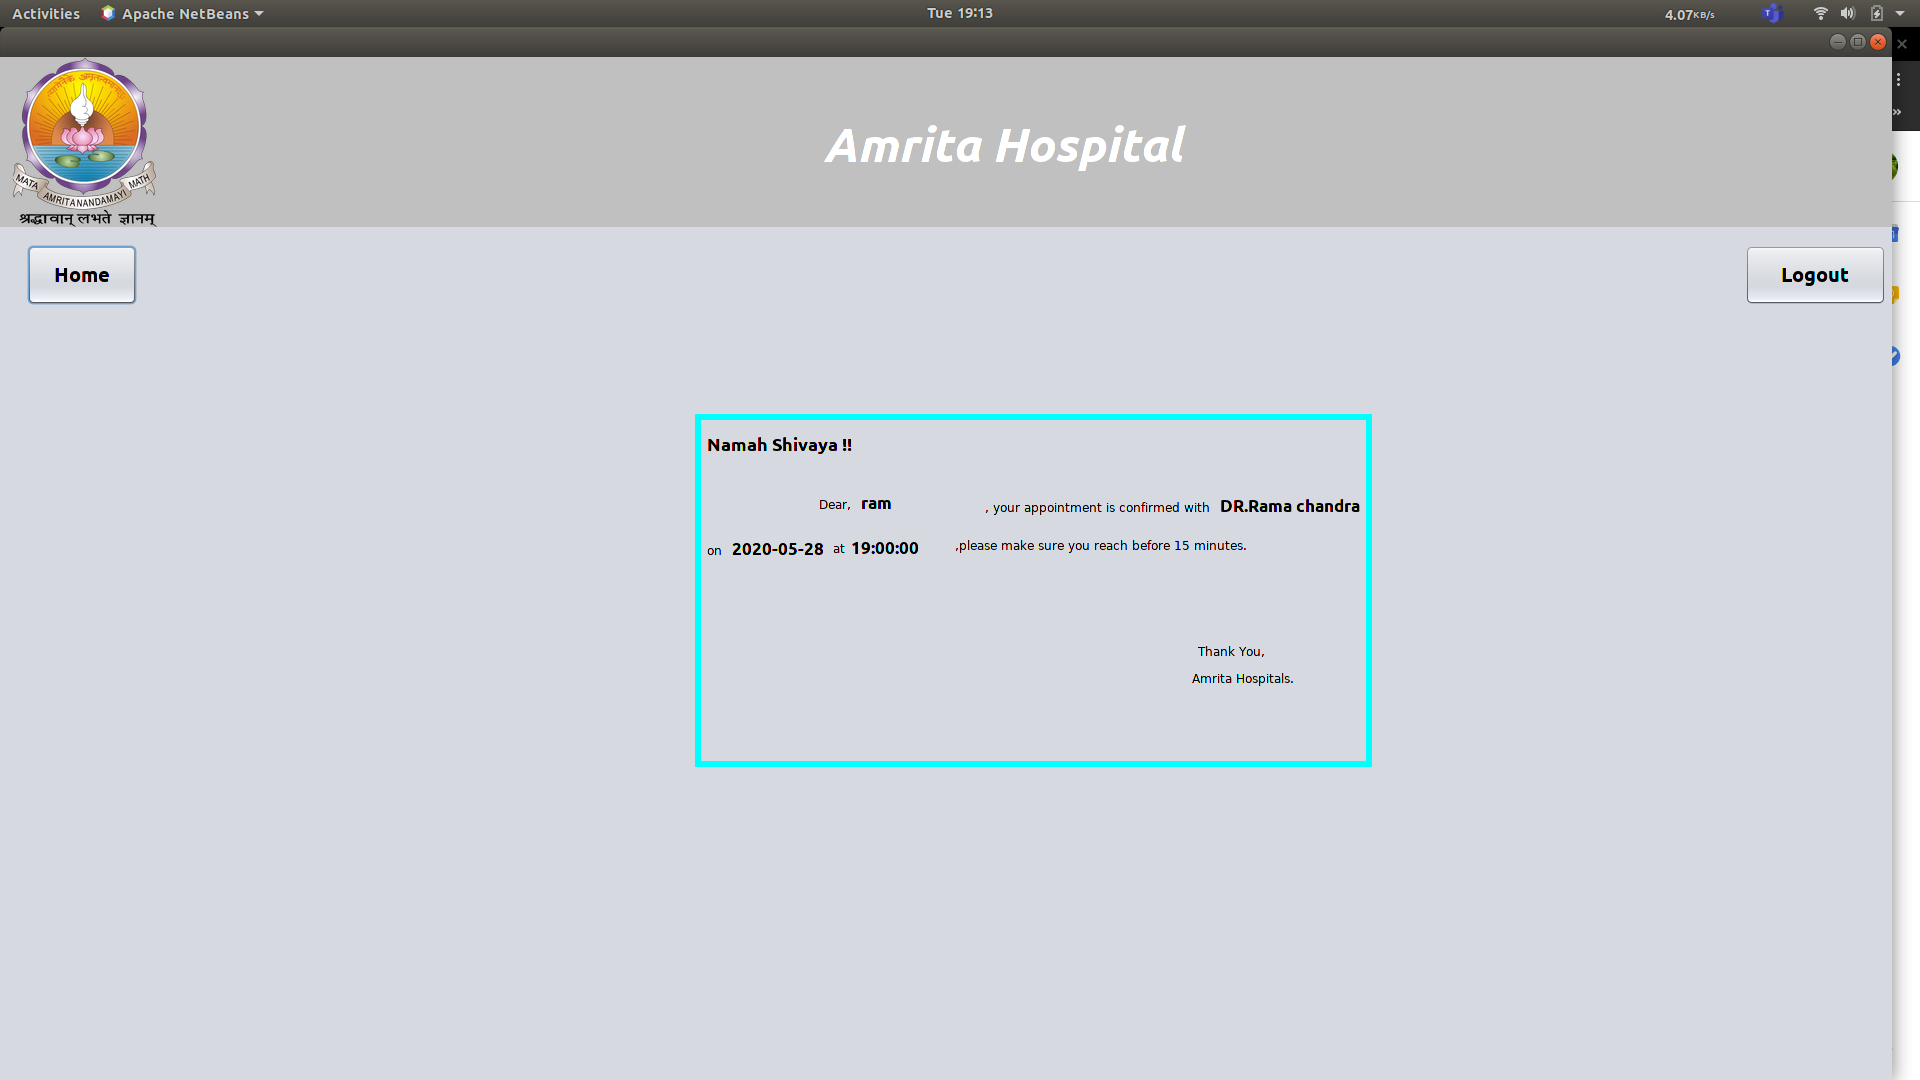 Activities Apache NetBeans Tue 19:13 4.07KB/s
Amrita Hospital
MATA AMRITANANDAMAYI MATH
श्रद्धावान् लभते ज्ञानम्
Home Logout
Namah Shivaya !!
Dear, ram , your appointment is confirmed with DR.Rama chandra
on 2020-05-28 at 19:00:00 ,please make sure you reach before 15 minutes.
Thank You,
Amrita Hospitals.